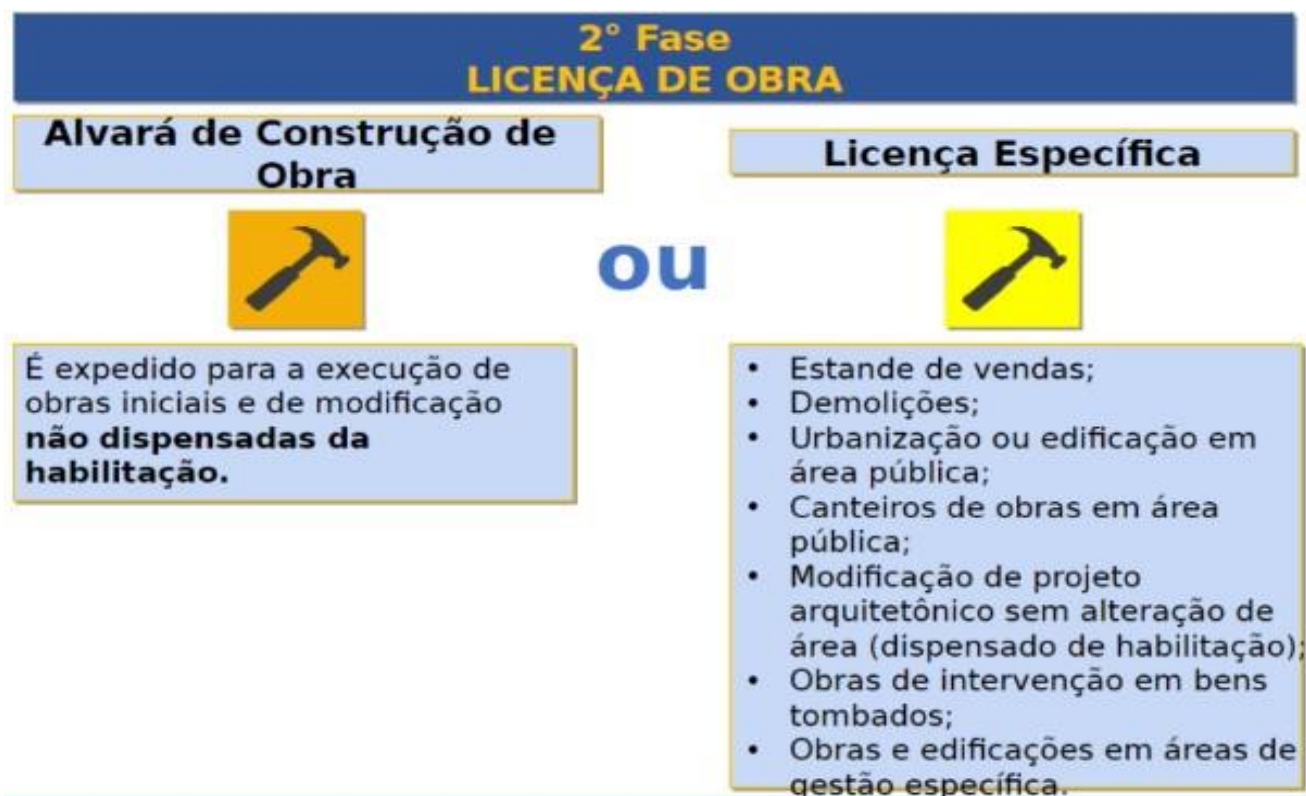 2° Fase
LICENÇA DE OBRA
Alvará de Construção de
Obra
É expedido para a execução de
obras iniciais e de modificação
não dispensadas da
habilitação.
ou
Licença Específica
• Estande de vendas;
• Demolições;
• Urbanização ou edificação em
área pública;
• Canteiros de obras em área
pública;
• Modificação de projeto
arquitetônico sem alteração de
área (dispensado de habilitação);
• Obras de intervenção em bens
tombados;
• Obras e edificações em áreas de
gestão específica.